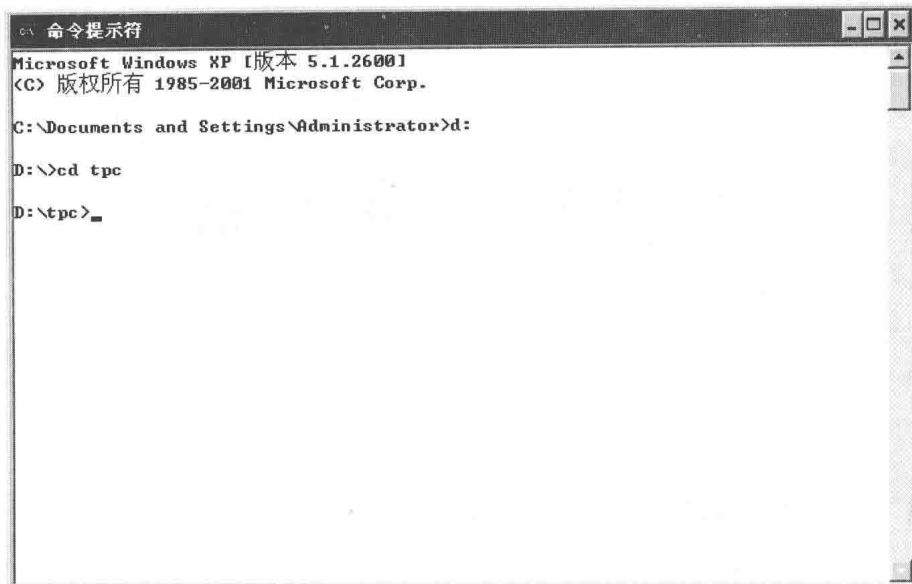 命令提示符
Microsoft Windows XP [版本 5.1.2600]
(C) 版权所有 1985-2001 Microsoft Corp.
C:\Documents and Settings\Administrator>d:
D:\>cd tpc
D:\tpc>_